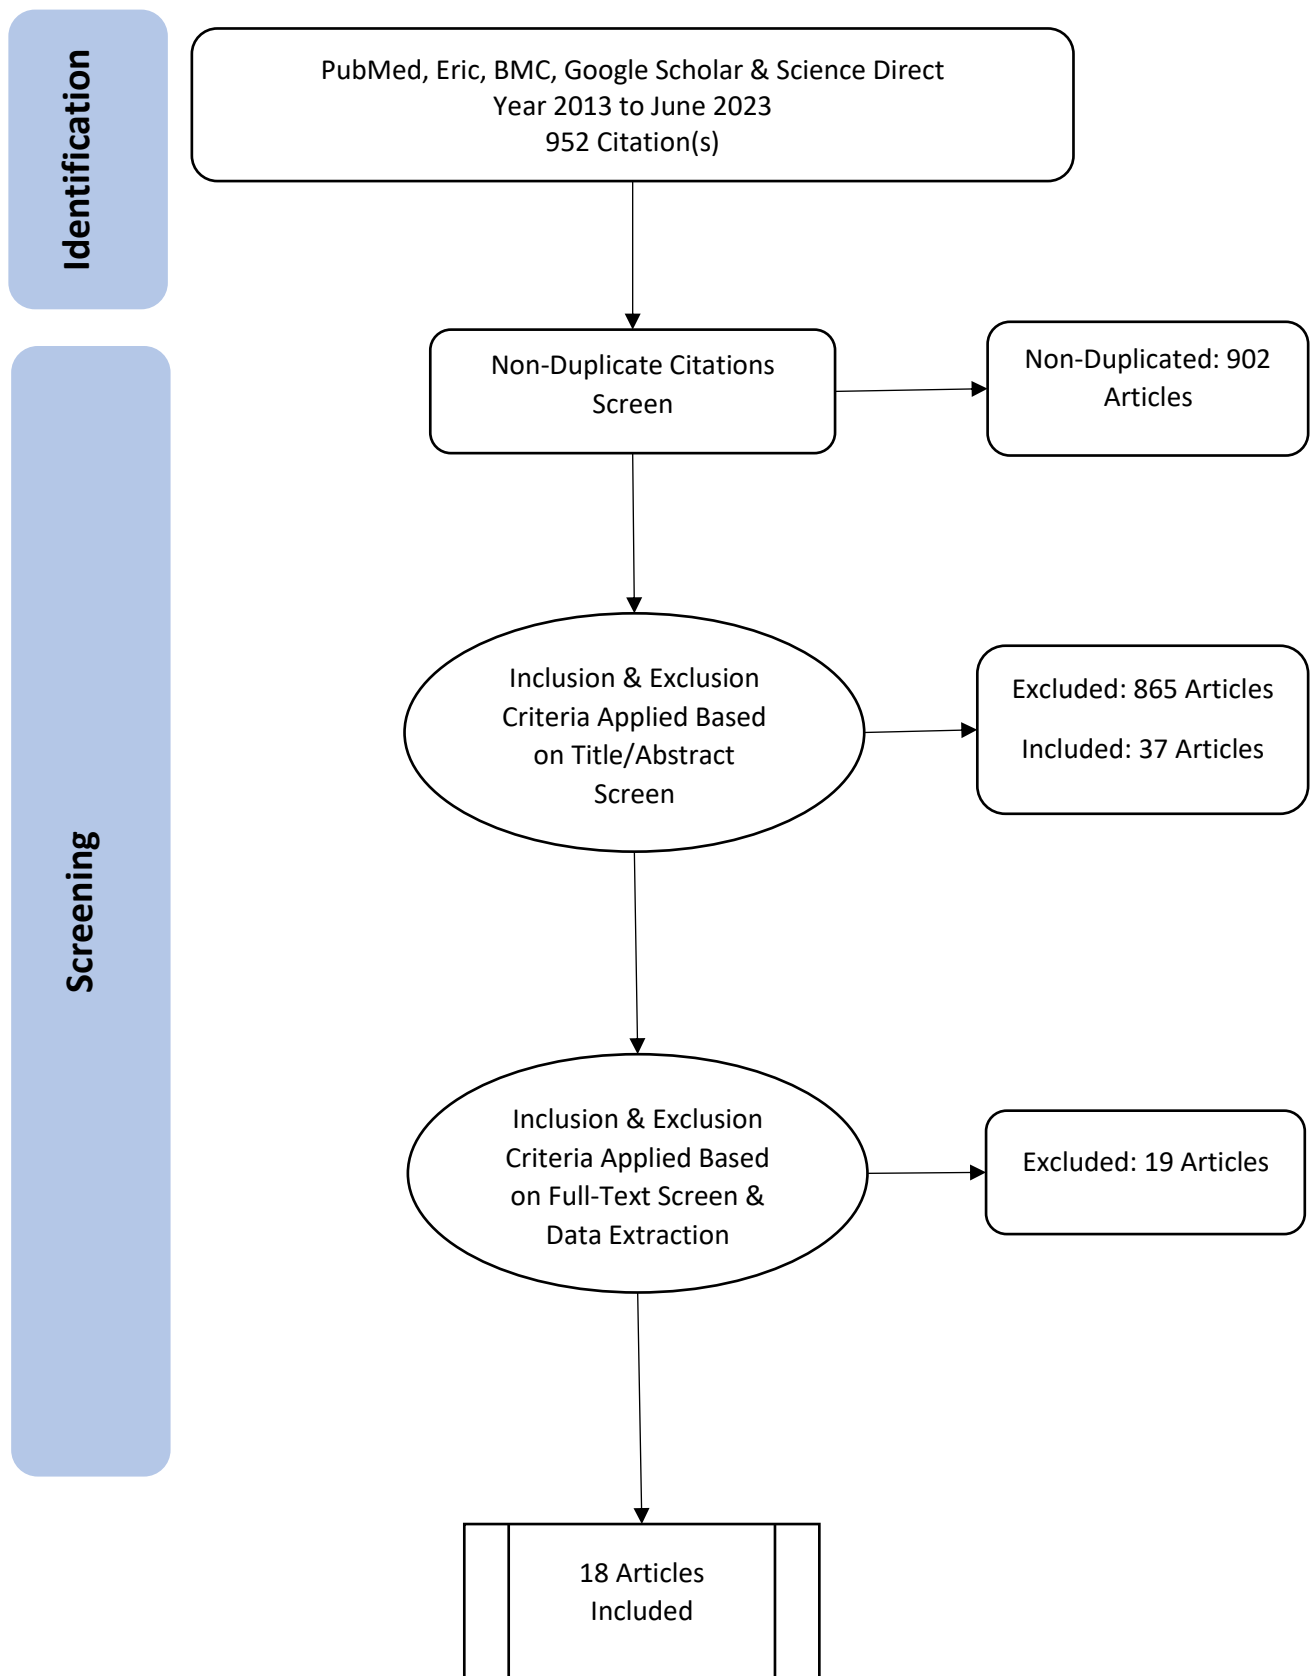 Identification
PubMed, Eric, BMC, Google Scholar & Science Direct
Year 2013 to June 2023
952 Citation(s)
Screening
Non-Duplicate Citations
Screen
Non-Duplicated: 902
Articles
Inclusion & Exclusion
Criteria Applied Based
on Title/Abstract
Screen
Excluded: 865 Articles
Included: 37 Articles
Inclusion & Exclusion
Criteria Applied Based
on Full-Text Screen &
Data Extraction
Excluded: 19 Articles
18 Articles
Included